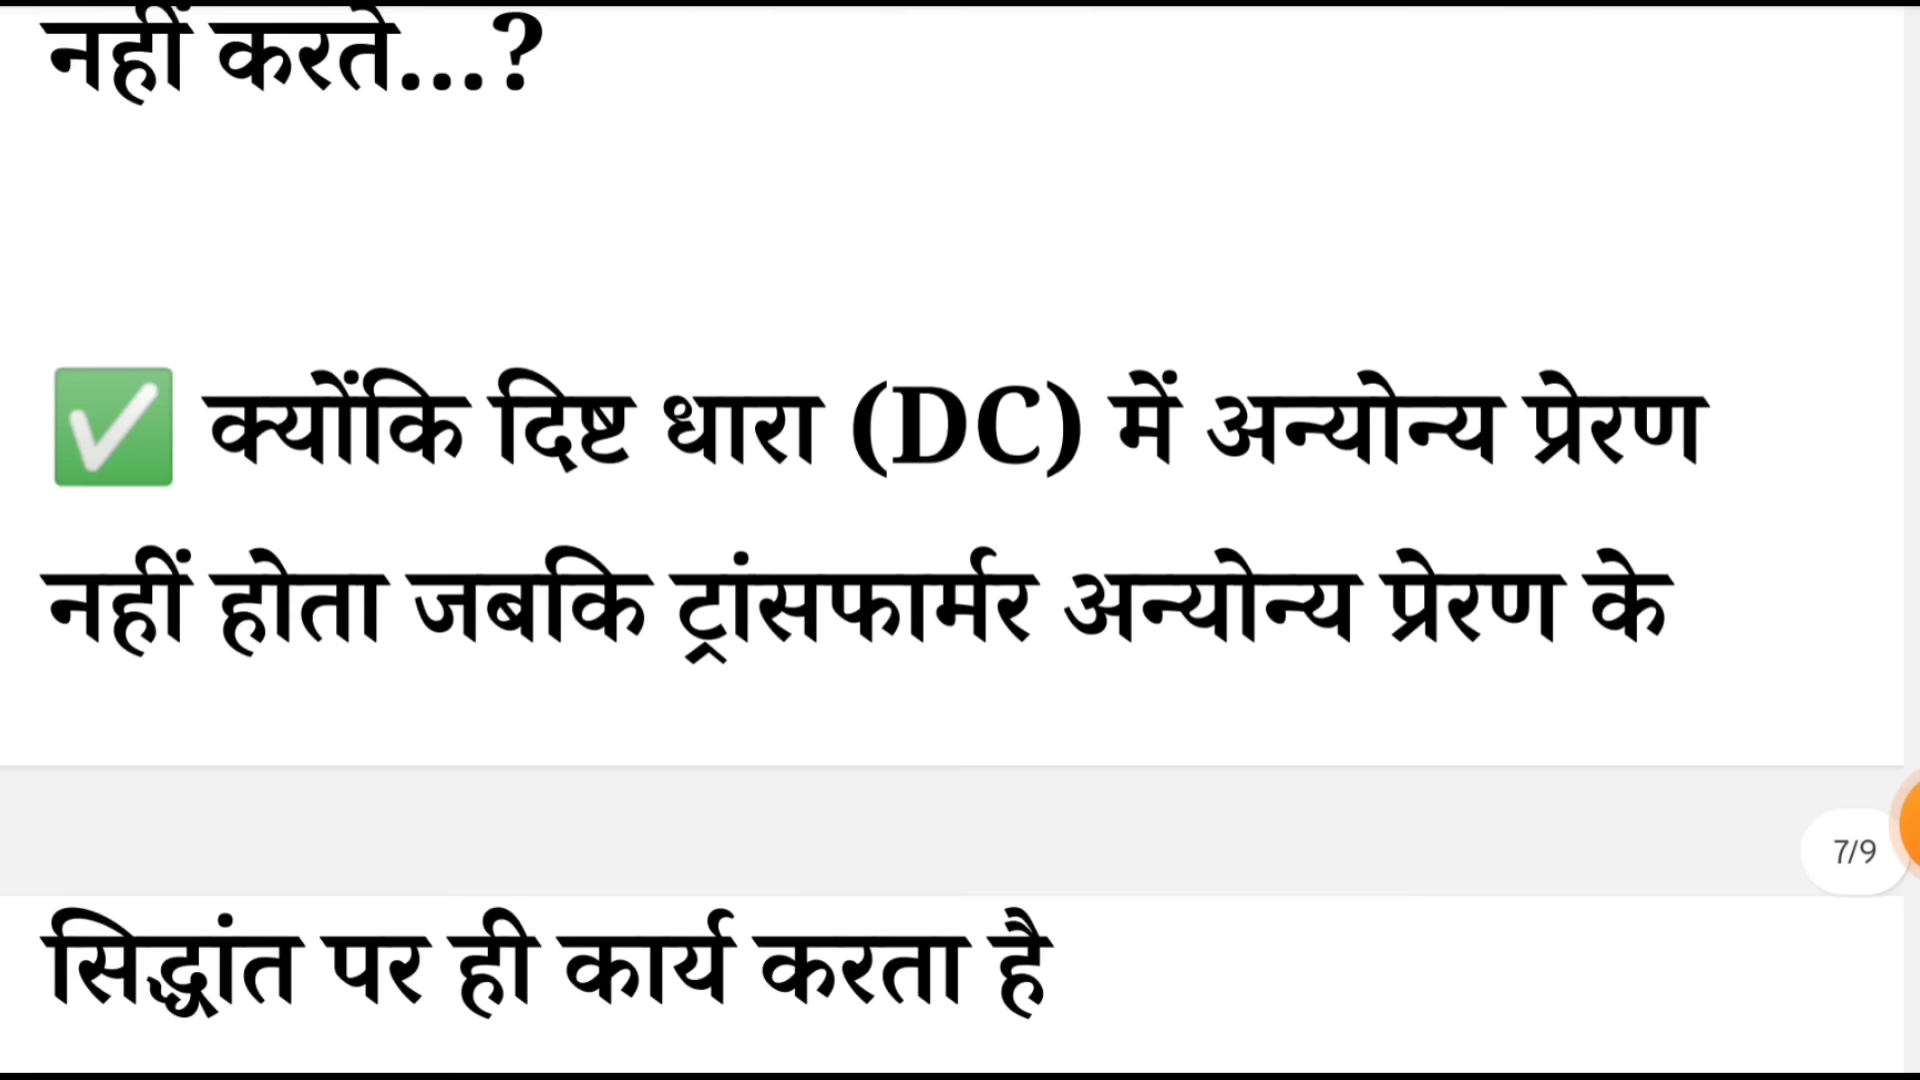 नहीं करते...?
✅ क्योंकि दिष्ट धारा (DC) में अन्योन्य प्रेरण
नहीं होता जबकि ट्रांसफार्मर अन्योन्य प्रेरण के
7/9
सिद्धांत पर ही कार्य करता है